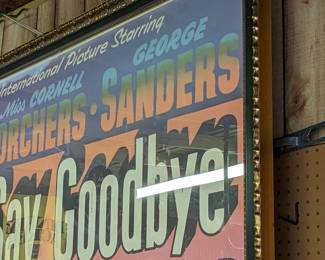 International Picture Starring
Miss CORNELL GEORGE
ORCHERS · SANDERS
Say Goodbye